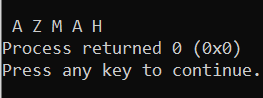 A Z M A H
Process returned 0 (0x0)
Press any key to continue.